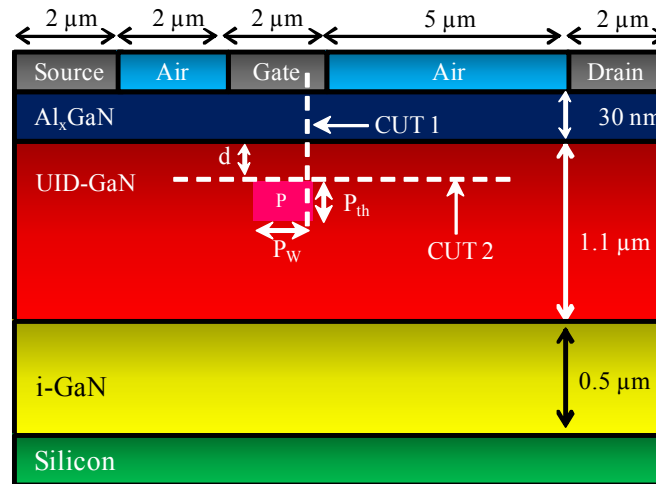 2 µm 2 µm 2 µm 5 µm 2 µm
Source Air Gate Air Drain
AlₓGaN CUT 1 30 nm
d
UID-GaN
P Pth
PW CUT 2 1.1 µm
i-GaN 0.5 µm
Silicon